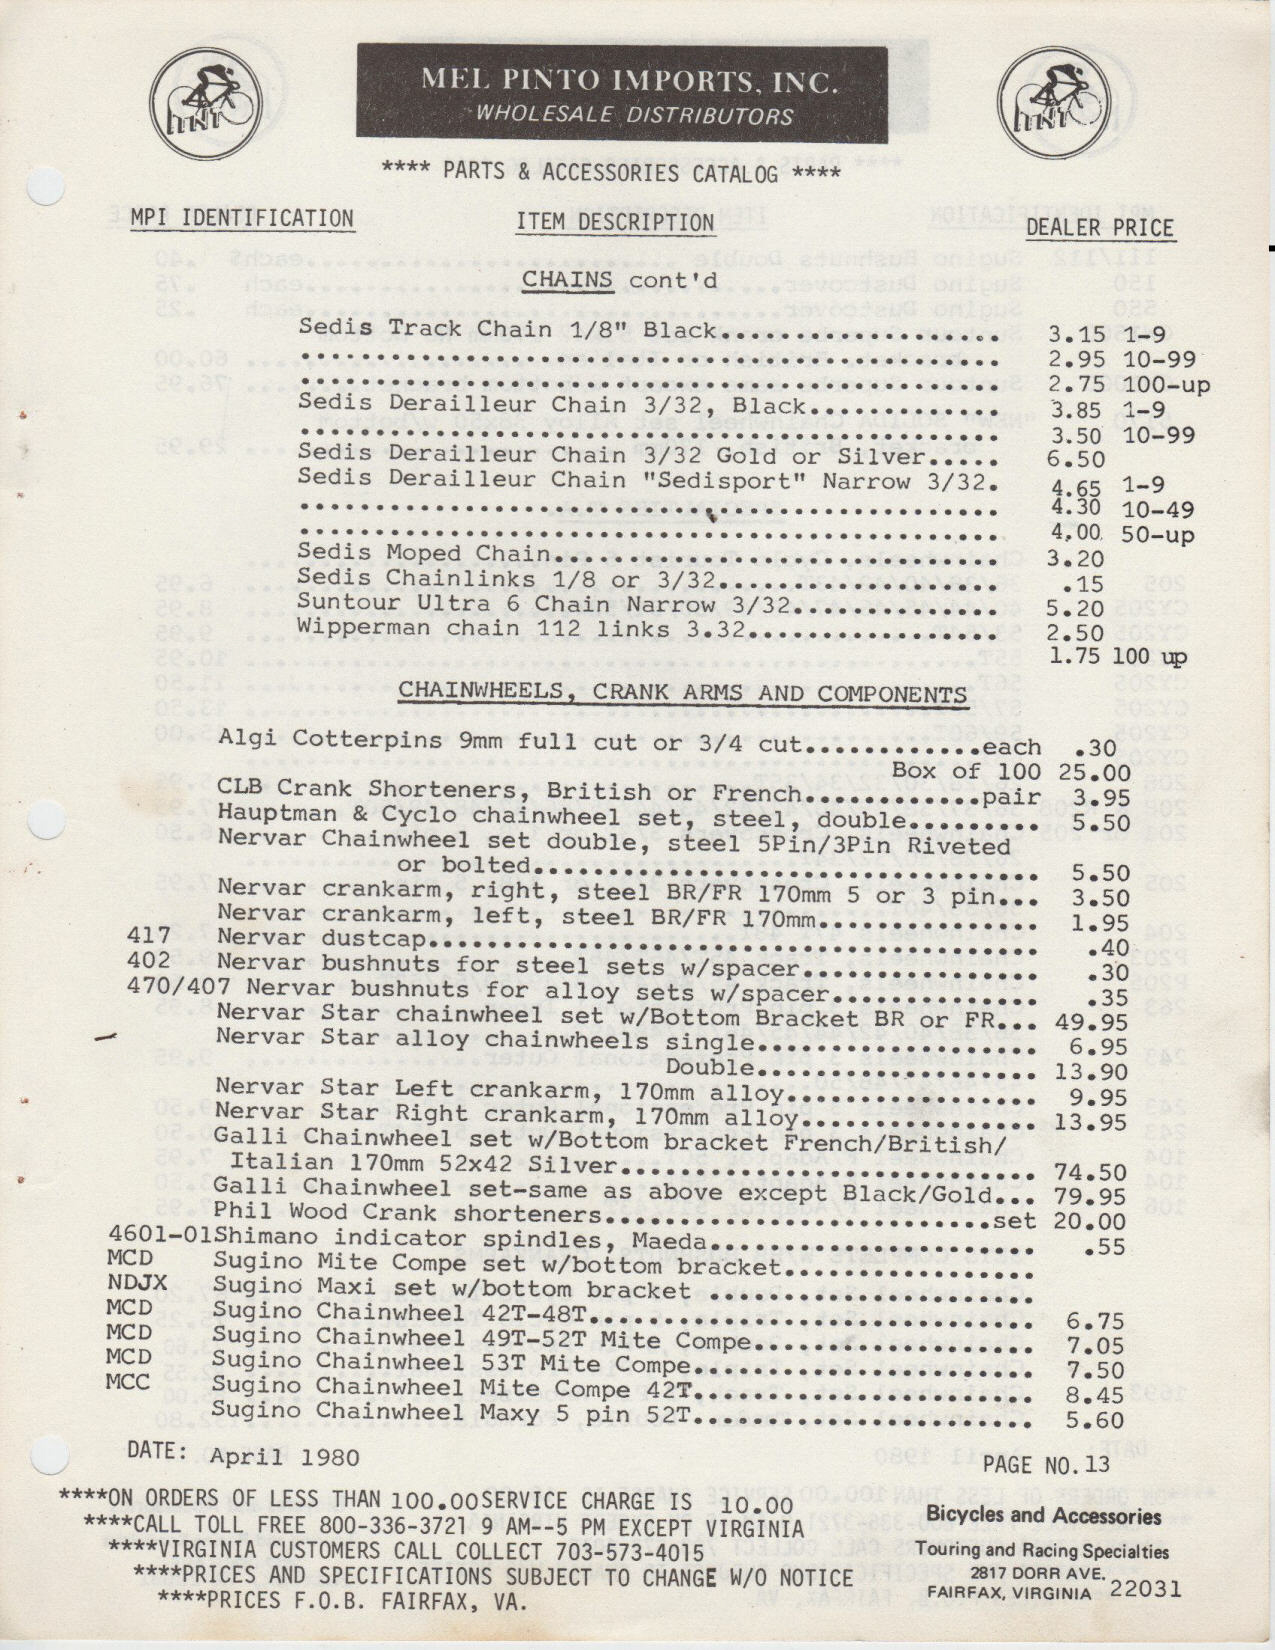 MEL PINTO IMPORTS, INC.
WHOLESALE DISTRIBUTORS
**** PARTS & ACCESSORIES CATALOG ****
MPI IDENTIFICATION ITEM DESCRIPTION DEALER PRICE
CHAINS cont'd
Sedis Track Chain 1/8" Black................... 3.15 1-9
............................................... 2.95 10-99
............................................... 2.75 100-up
Sedis Derailleur Chain 3/32, Black............. 3.85 1-9
............................................... 3.50 10-99
Sedis Derailleur Chain 3/32 Gold or Silver..... 6.50
Sedis Derailleur Chain "Sedisport" Narrow 3/32. 4.65 1-9
............................................... 4.30 10-49
............................................... 4.00 50-up
Sedis Moped Chain.............................. 3.20
Sedis Chainlinks 1/8 or 3/32................... .15
Suntour Ultra 6 Chain Narrow 3/32.............. 5.20
Wipperman chain 112 links 3.32................. 2.50
1.75 100 up
CHAINWHEELS, CRANK ARMS AND COMPONENTS
Algi Cotterpins 9mm full cut or 3/4 cut............each .30
Box of 100 25.00
CLB Crank Shorteners, British or French............pair 3.95
Hauptman & Cyclo chainwheel set, steel, double......... 5.50
Nervar Chainwheel set double, steel 5Pin/3Pin Riveted
or bolted.................................. 5.50
Nervar crankarm, right, steel BR/FR 170mm 5 or 3 pin... 3.50
Nervar crankarm, left, steel BR/FR 170mm............... 1.95
417 Nervar dustcap......................................... .40
402 Nervar bushnuts for steel sets w/spacer................ .30
470/407 Nervar bushnuts for alloy sets w/spacer.............. .35
Nervar Star chainwheel set w/Bottom Bracket BR or FR... 49.95
Nervar Star alloy chainwheels single................... 6.95
Double................... 13.90
Nervar Star Left crankarm, 170mm alloy................. 9.95
Nervar Star Right crankarm, 170mm alloy................ 13.95
Galli Chainwheel set w/Bottom bracket French/British/
Italian 170mm 52x42 Silver............................ 74.50
Galli Chainwheel set-same as above except Black/Gold... 79.95
Phil Wood Crank shorteners..........................set 20.00
4601-01Shimano indicator spindles, Maeda...................... .55
MCD Sugino Mite Compe set w/bottom bracket.................
NDJX Sugino Maxi set w/bottom bracket ......................
MCD Sugino Chainwheel 42T-48T.............................. 6.75
MCD Sugino Chainwheel 49T-52T Mite Compe................... 7.05
MCD Sugino Chainwheel 53T Mite Compe....................... 7.50
MCC Sugino Chainwheel Mite Compe 42T....................... 8.45
Sugino Chainwheel Maxy 5 pin 52T....................... 5.60
DATE: April 1980 PAGE NO. 13
****ON ORDERS OF LESS THAN 100.00 SERVICE CHARGE IS 10.00
****CALL TOLL FREE 800-336-3721 9 AM--5 PM EXCEPT VIRGINIA
****VIRGINIA CUSTOMERS CALL COLLECT 703-573-4015
****PRICES AND SPECIFICATIONS SUBJECT TO CHANGE W/O NOTICE
****PRICES F.O.B. FAIRFAX, VA.
Bicycles and Accessories
Touring and Racing Specialties
2817 DORR AVE.
FAIRFAX, VIRGINIA 22031